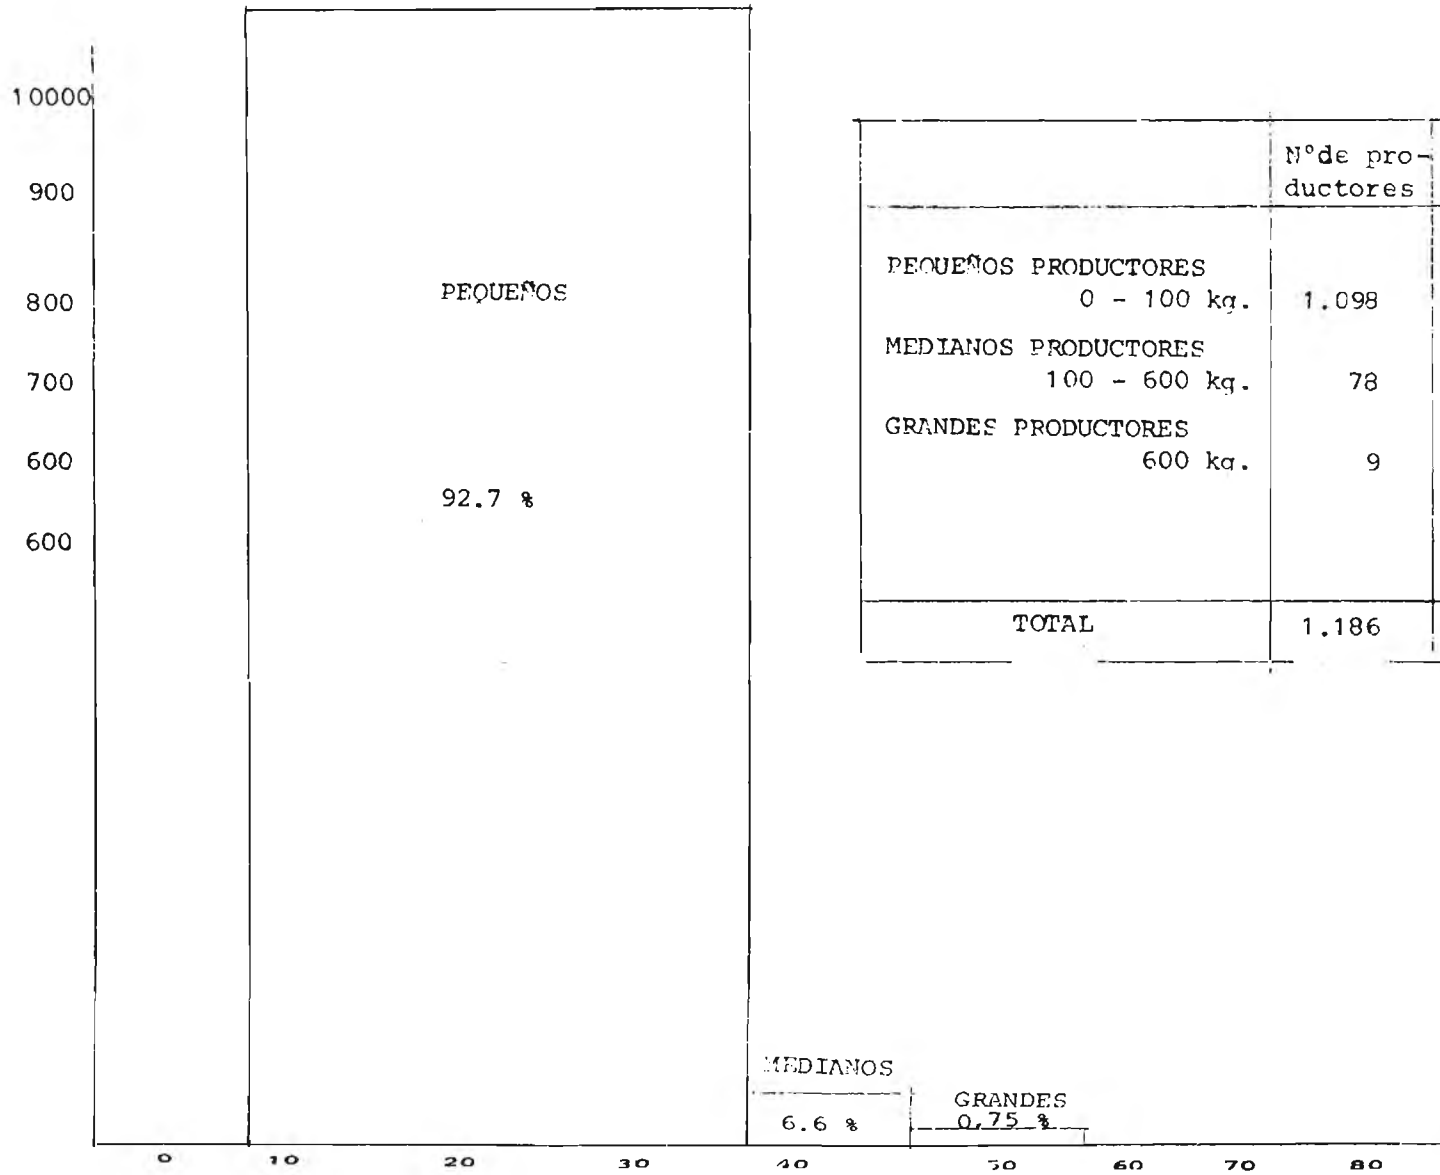 10000
900
800
700
600
600
PEQUEÑOS
92.7 %
MEDIANOS
6.6 %
GRANDES
0,75 %
0 10 20 30 40 50 60 70 80
N°de pro-
ductores
PEQUEÑOS PRODUCTORES
0 - 100 kg. 1.098
MEDIANOS PRODUCTORES
100 - 600 kg. 78
GRANDES PRODUCTORES
600 kg. 9
TOTAL 1.186